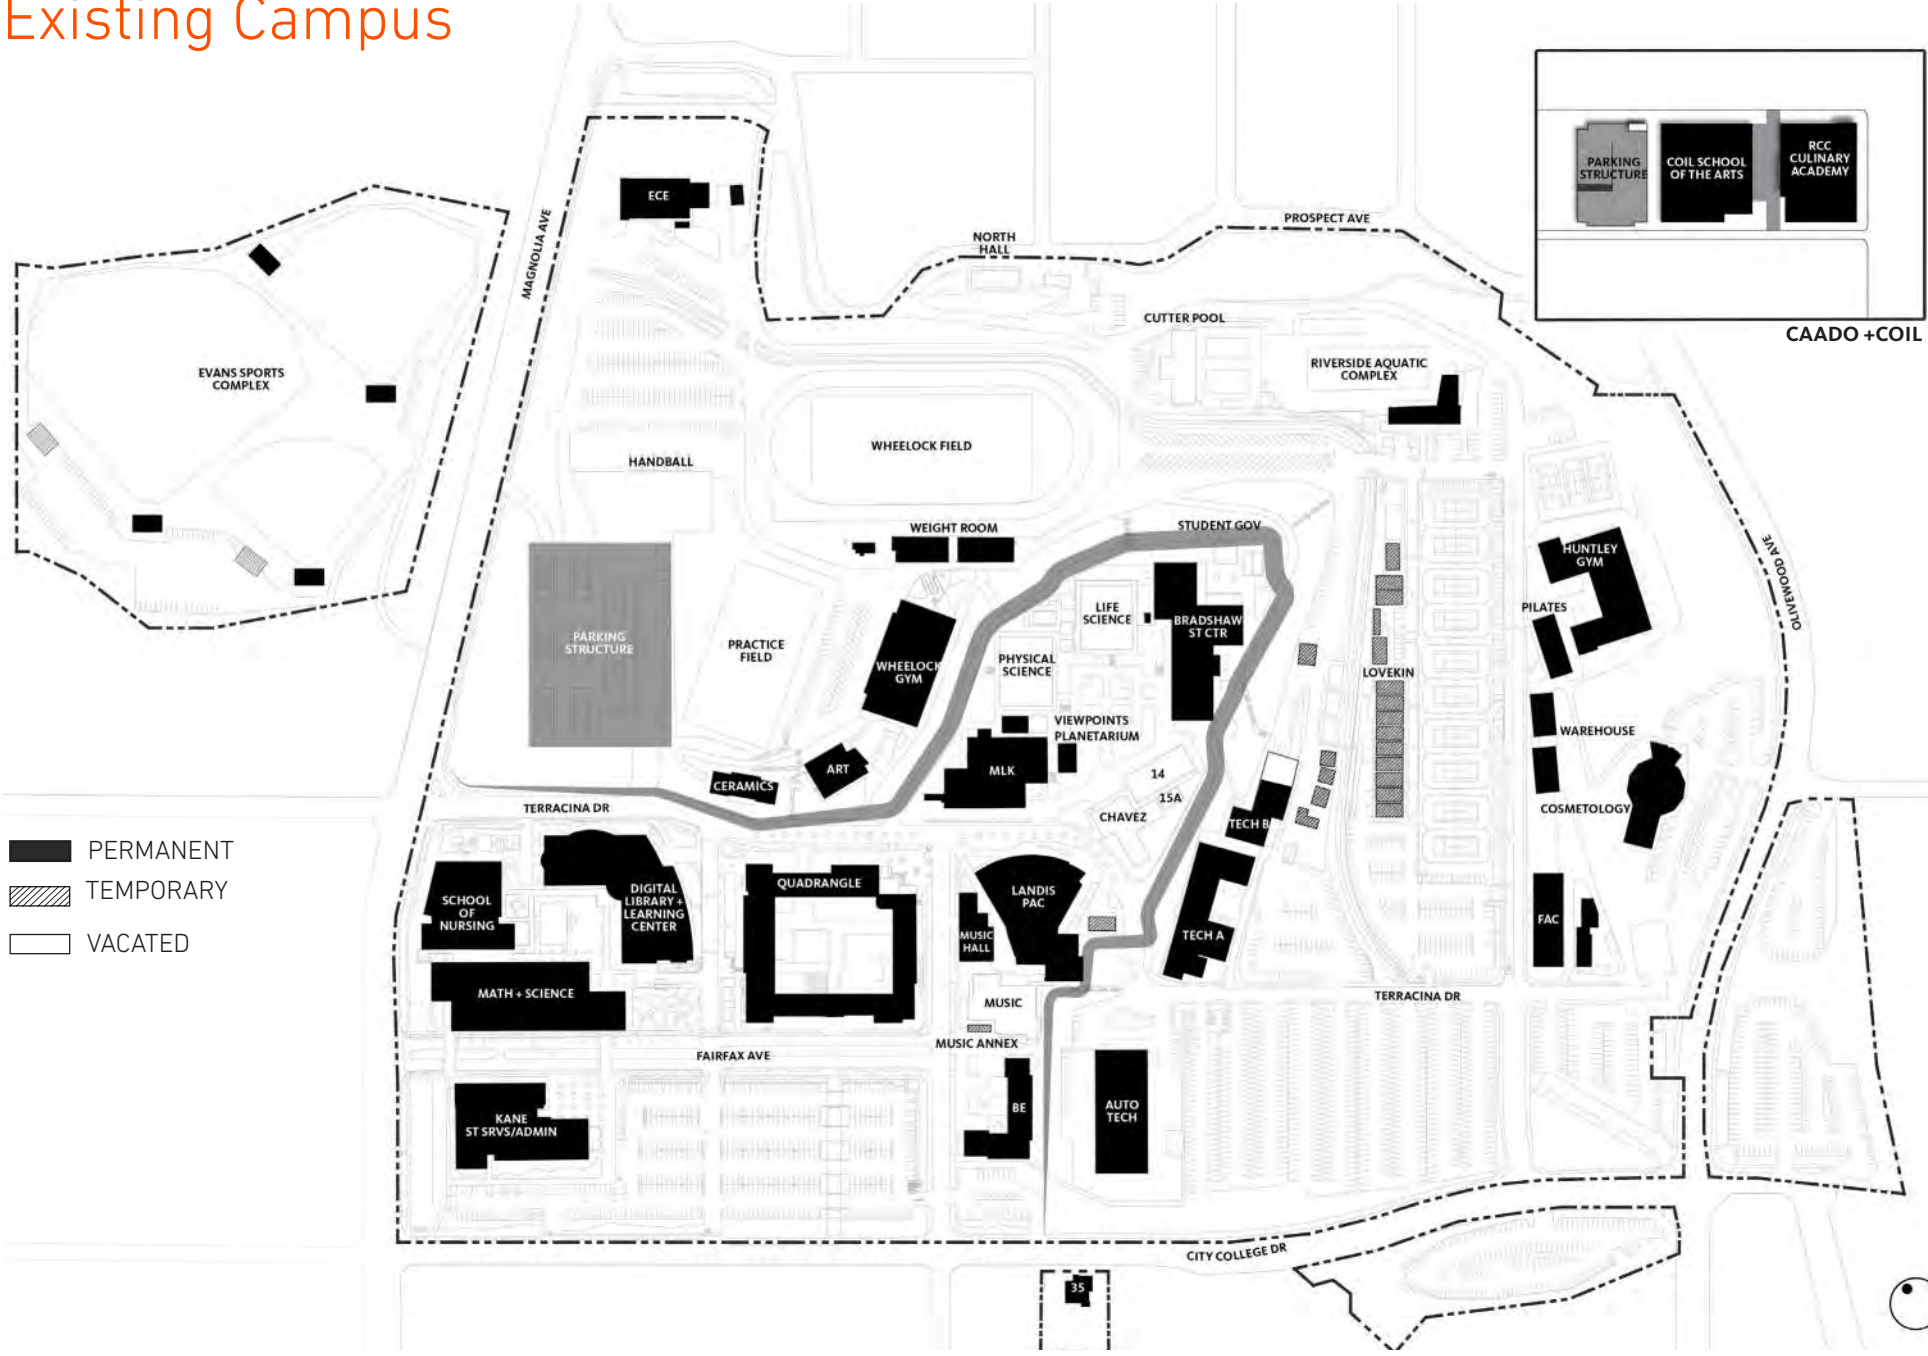 Existing Campus
PARKING
STRUCTURE
COIL SCHOOL
OF THE ARTS
RCC
CULINARY
ACADEMY
CAADO +COIL
ECE
MAGNOLIA AVE
NORTH
HALL
PROSPECT AVE
CUTTER POOL
RIVERSIDE AQUATIC
COMPLEX
EVANS SPORTS
COMPLEX
WHEELOCK FIELD
HANDBALL
WEIGHT ROOM
STUDENT GOV
HUNTLEY
GYM
OLIVEWOOD AVE
PILATES
LIFE
SCIENCE
BRADSHAW
ST CTR
PARKING
STRUCTURE
PRACTICE
FIELD
WHEELOCK
GYM
PHYSICAL
SCIENCE
LOVEKIN
VIEWPOINTS
PLANETARIUM
WAREHOUSE
ART
MLK
14
15A
CERAMICS
TERRACINA DR
CHAVEZ
TECH B
COSMETOLOGY
PERMANENT
TEMPORARY
VACATED
SCHOOL
OF
NURSING
DIGITAL
LIBRARY +
LEARNING
CENTER
QUADRANGLE
LANDIS
PAC
MUSIC
HALL
TECH A
FAC
MATH + SCIENCE
MUSIC
TERRACINA DR
MUSIC ANNEX
FAIRFAX AVE
KANE
ST SRVS/ADMIN
BE
AUTO
TECH
CITY COLLEGE DR
35